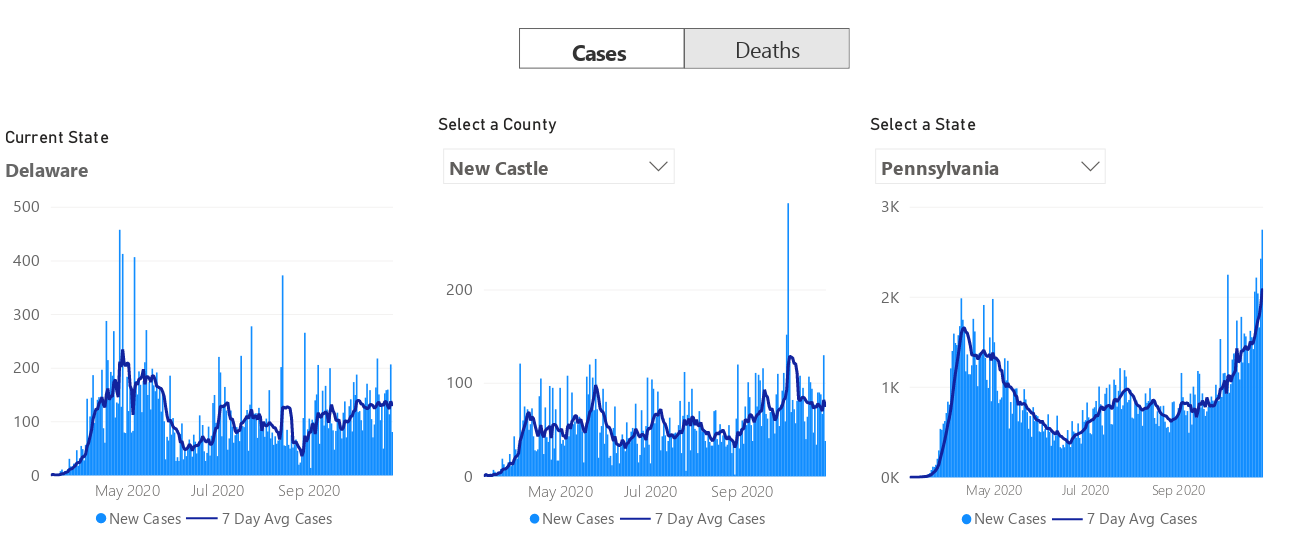 Cases Deaths
Current State
Delaware
500
400
300
200
100
0
May 2020 Jul 2020 Sep 2020
New Cases 7 Day Avg Cases
Select a County
New Castle
200
100
0
May 2020 Jul 2020 Sep 2020
New Cases 7 Day Avg Cases
Select a State
Pennsylvania
3K
2K
1K
0K
May 2020 Jul 2020 Sep 2020
New Cases 7 Day Avg Cases